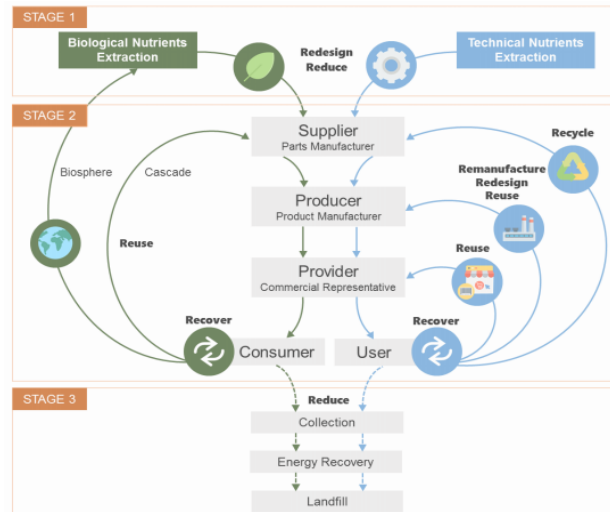 STAGE 1
Biological Nutrients
Extraction
Redesign
Reduce
Technical Nutrients
Extraction
STAGE 2
Supplier
Parts Manufacturer
Recycle
Biosphere
Cascade
Remanufacture
Redesign
Reuse
Producer
Product Manufacturer
Reuse
Reuse
Provider
Commercial Representative
Recover
Recover
Consumer
User
STAGE 3
Reduce
Collection
Energy Recovery
Landfill